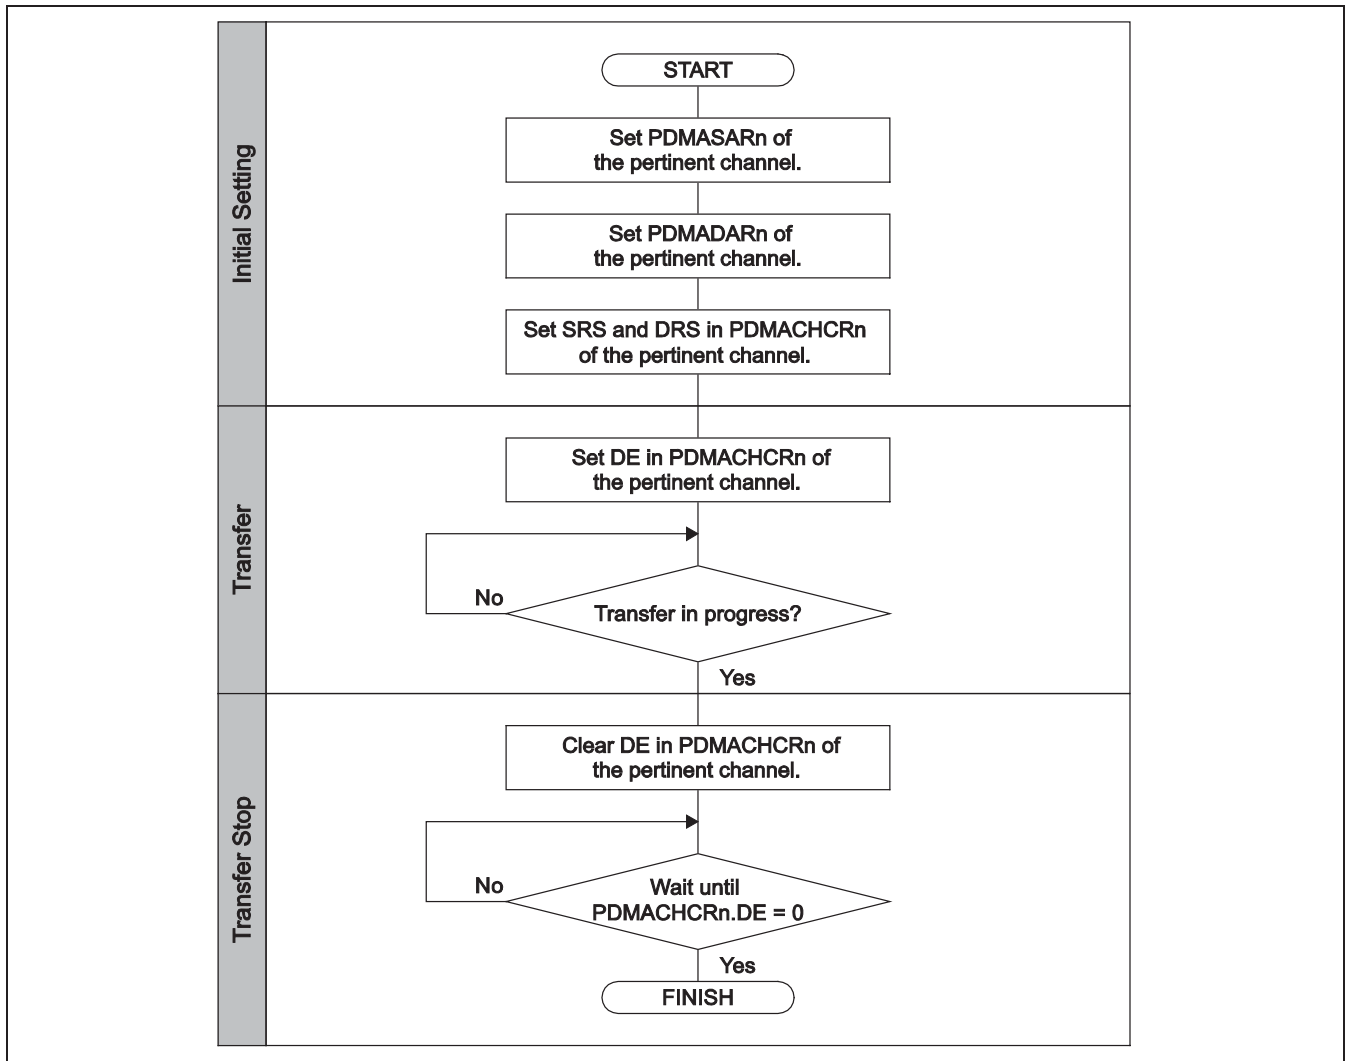 Initial Setting
START
Set PDMASARn of
the pertinent channel.
Set PDMADARn of
the pertinent channel.
Set SRS and DRS in PDMACHCRn
of the pertinent channel.
Transfer
Set DE in PDMACHCRn of
the pertinent channel.
No
Transfer in progress?
Yes
Transfer Stop
Clear DE in PDMACHCRn of
the pertinent channel.
No
Wait until
PDMACHCRn.DE = 0
Yes
FINISH